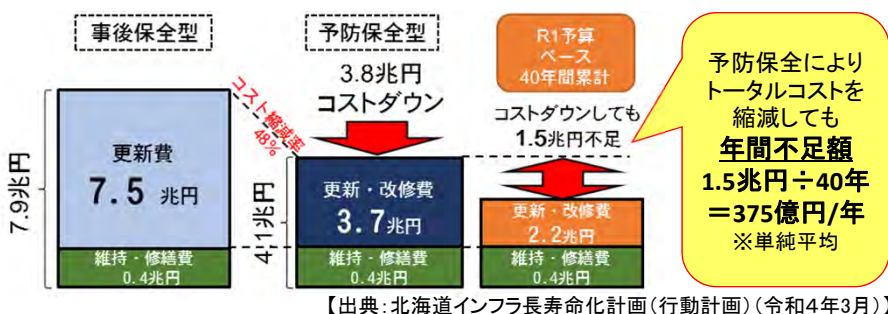 事後保全型
7.9兆円
更新費
7.5 兆円
維持・修繕費
0.4兆円
コスト縮減率
48%
予防保全型
3.8兆円
コストダウン
4.1兆円
更新・改修費
3.7兆円
維持・修繕費
0.4兆円
R1予算
ベース
40年間累計
コストダウンしても
1.5兆円不足
更新・改修費
2.2兆円
維持・修繕費
0.4兆円
予防保全により
トータルコストを
縮減しても
年間不足額
1.5兆円÷40年
＝375億円/年
※単純平均
【出典：北海道インフラ長寿命化計画（行動計画）（令和4年3月）】